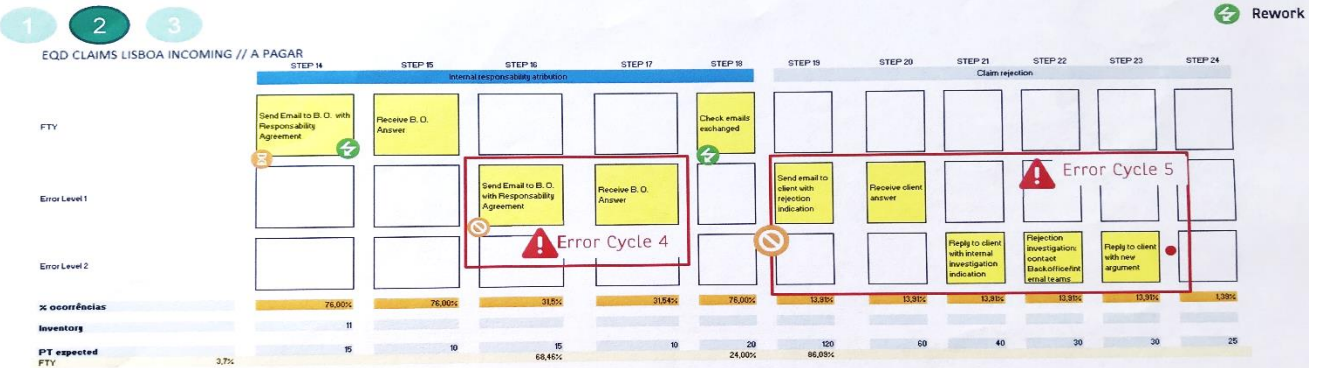 1 2 3
Rework
EQD CLAIMS LISBOA INCOMING // A PAGAR
STEP 14 STEP 15 STEP 16 STEP 17 STEP 18 STEP 19 STEP 20 STEP 21 STEP 22 STEP 23 STEP 24
Internal responsability atribution
Claim rejection
FTY
Send Email to B. O. with
Responsability
Agreement
Receive B. O.
Answer
Check emails
exchanged
Error Level 1
Send Email to B. O.
with Responsability
Agreement
Receive B. O.
Answer
Send email to
client with
rejection
indication
Receive client
answer
Error Cycle 5
Error Cycle 4
Error Level 2
Reply to client
with internal
investigation
indication
Rejection
investigation:
contact
Backoffice/int
ernal teams
Reply to client
with new
argument
% ocorrências 76,00% 76,00% 31,5% 31,54% 76,00% 13,91% 13,91% 13,91% 13,91% 13,91% 1,39%
Inventory 11
PT expected 15 10 15 10 20 120 60 40 30 30 25
FTY 3,7% 68,46% 24,00% 86,09%